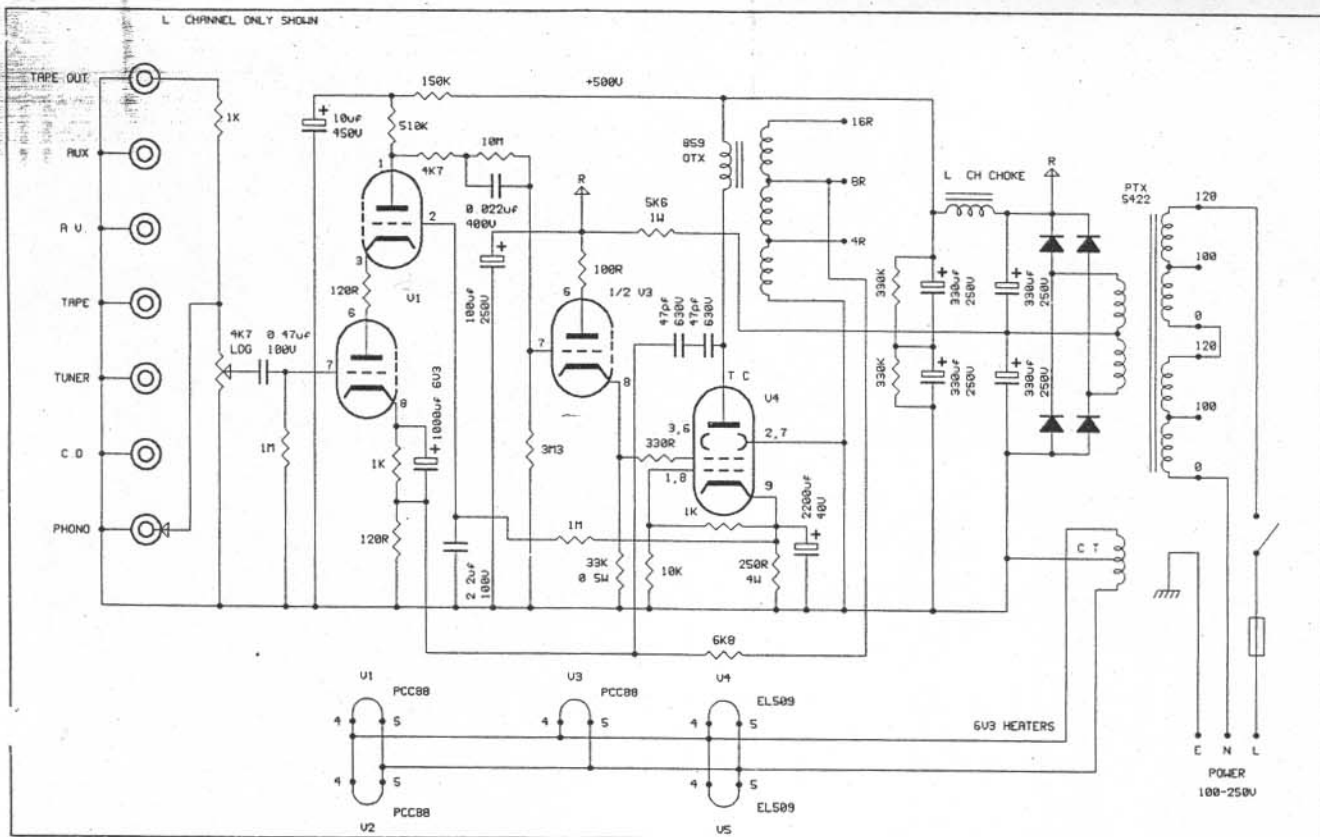 L CHANNEL ONLY SHOWN
TAPE OUT
AUX
A V.
TAPE
TUNER
C.D
PHONO
1K
4K7
LOG
0.47uf
100V
1M
10uf
450V
150K
510K
+500V
1
4K7
10M
0.022uf
400V
2
3
120R
V1
6
7
8
1000uf 6V3
1K
120R
2 2uf
100V
100uf
250V
R
100R
6
1/2 V3
7
8
3M3
1M
33K
0 5W
5K6
1W
859
OTX
16R
8R
4R
47pf
630V
47pf
630V
T C
V4
3,6
2,7
330R
1,8
9
1K
10K
250R
4W
2200uf
40V
6K8
L CH CHOKE
R
330K
330K
330uf
250V
330uf
250V
330uf
250V
330uf
250V
PTX
5422
120
100
0
120
100
0
C T
6V3 HEATERS
E N L
POWER
100-250V
V1
PCC88
4 5
V3
PCC88
4 5
V4
EL509
4 5
4 5
PCC88
V2
4 5
EL509
V5